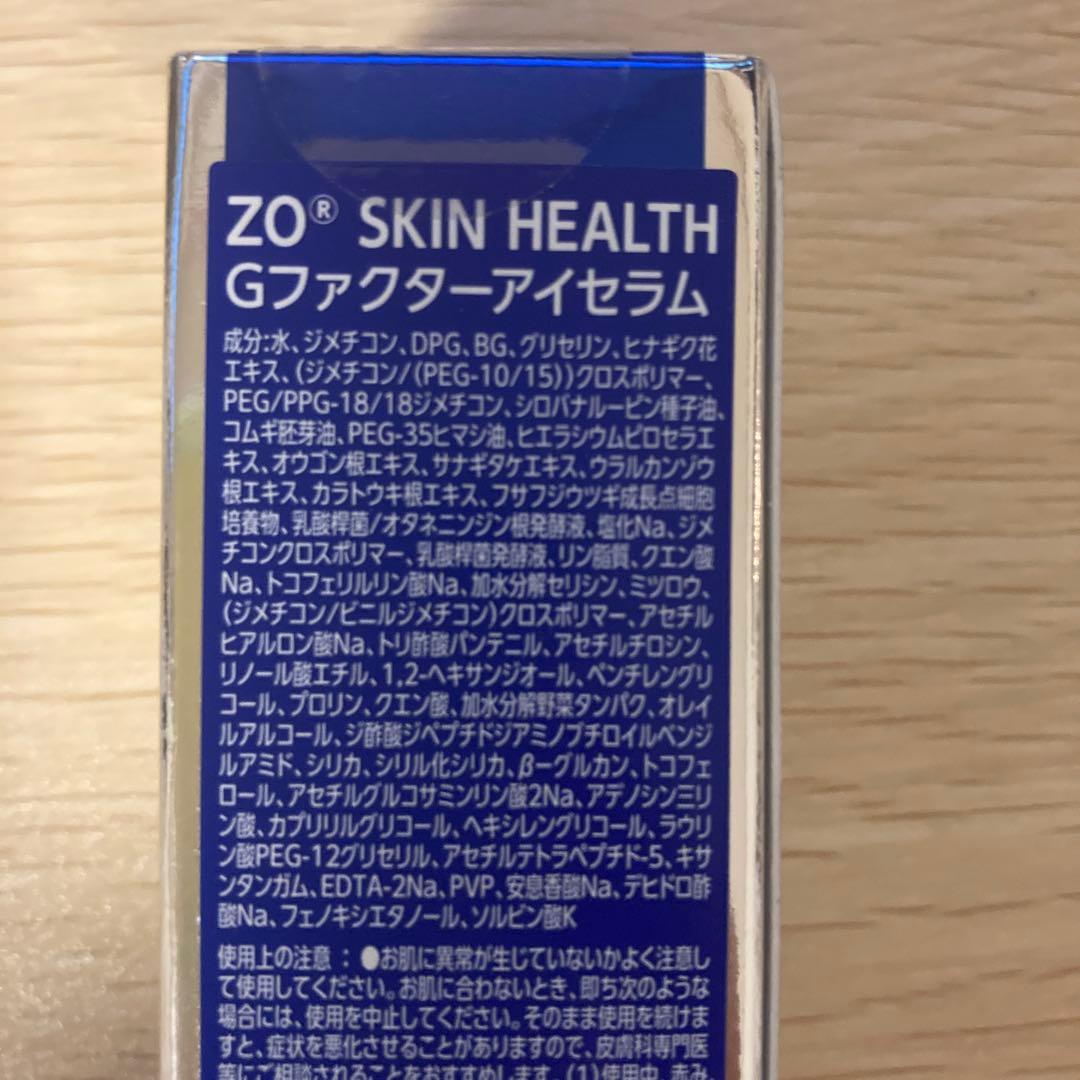 ZO® SKIN HEALTH
Gファクターアイセラム
成分:水、ジメチコン、DPG、BG、グリセリン、ヒナギク花
エキス、(ジメチコン/(PEG-10/15))クロスポリマー、
PEG/PPG-18/18ジメチコン、シロバナルーピン種子油、
コムギ胚芽油、PEG-35ヒマシ油、ヒエラシウムピロセラエ
キス、オウゴン根エキス、サナギタケエキス、ウラルカンゾウ
根エキス、カラトウキ根エキス、フサフジウツギ成長点細胞
培養物、乳酸桿菌/オタネニンジン根発酵液、塩化Na、ジメ
チコンクロスポリマー、乳酸桿菌発酵液、リン脂質、クエン酸
Na、トコフェリルリン酸Na、加水分解セリシン、ミツロウ、
(ジメチコン/ビニルジメチコン)クロスポリマー、アセチル
ヒアルロン酸Na、トリ酢酸パンテニル、アセチルチロシン、
リノール酸エチル、1,2-ヘキサンジオール、ペンチレングリ
コール、プロリン、クエン酸、加水分解野菜タンパク、オレイ
ルアルコール、ジ酢酸ジペプチドジアミノブチロイルベンジ
ルアミド、シリカ、シリル化シリカ、β-グルカン、トコフェ
ロール、アセチルグルコサミンリン酸2Na、アデノシン三リ
ン酸、カプリリルグリコール、ヘキシレングリコール、ラウリ
ン酸PEG-12グリセリル、アセチルテトラペプチド-5、キサ
ンタンガム、EDTA-2Na、PVP、安息香酸Na、デヒドロ酢
酸Na、フェノキシエタノール、ソルビン酸K
使用上の注意：●お肌に異常が生じていないかよく注意し
て使用してください。お肌に合わないとき、即ち次のような
場合には、使用を中止してください。そのまま使用を続けま
すと、症状を悪化させることがありますので、皮膚科専門医
等にご相談されることをおすすめします。(1)使用中、赤み、